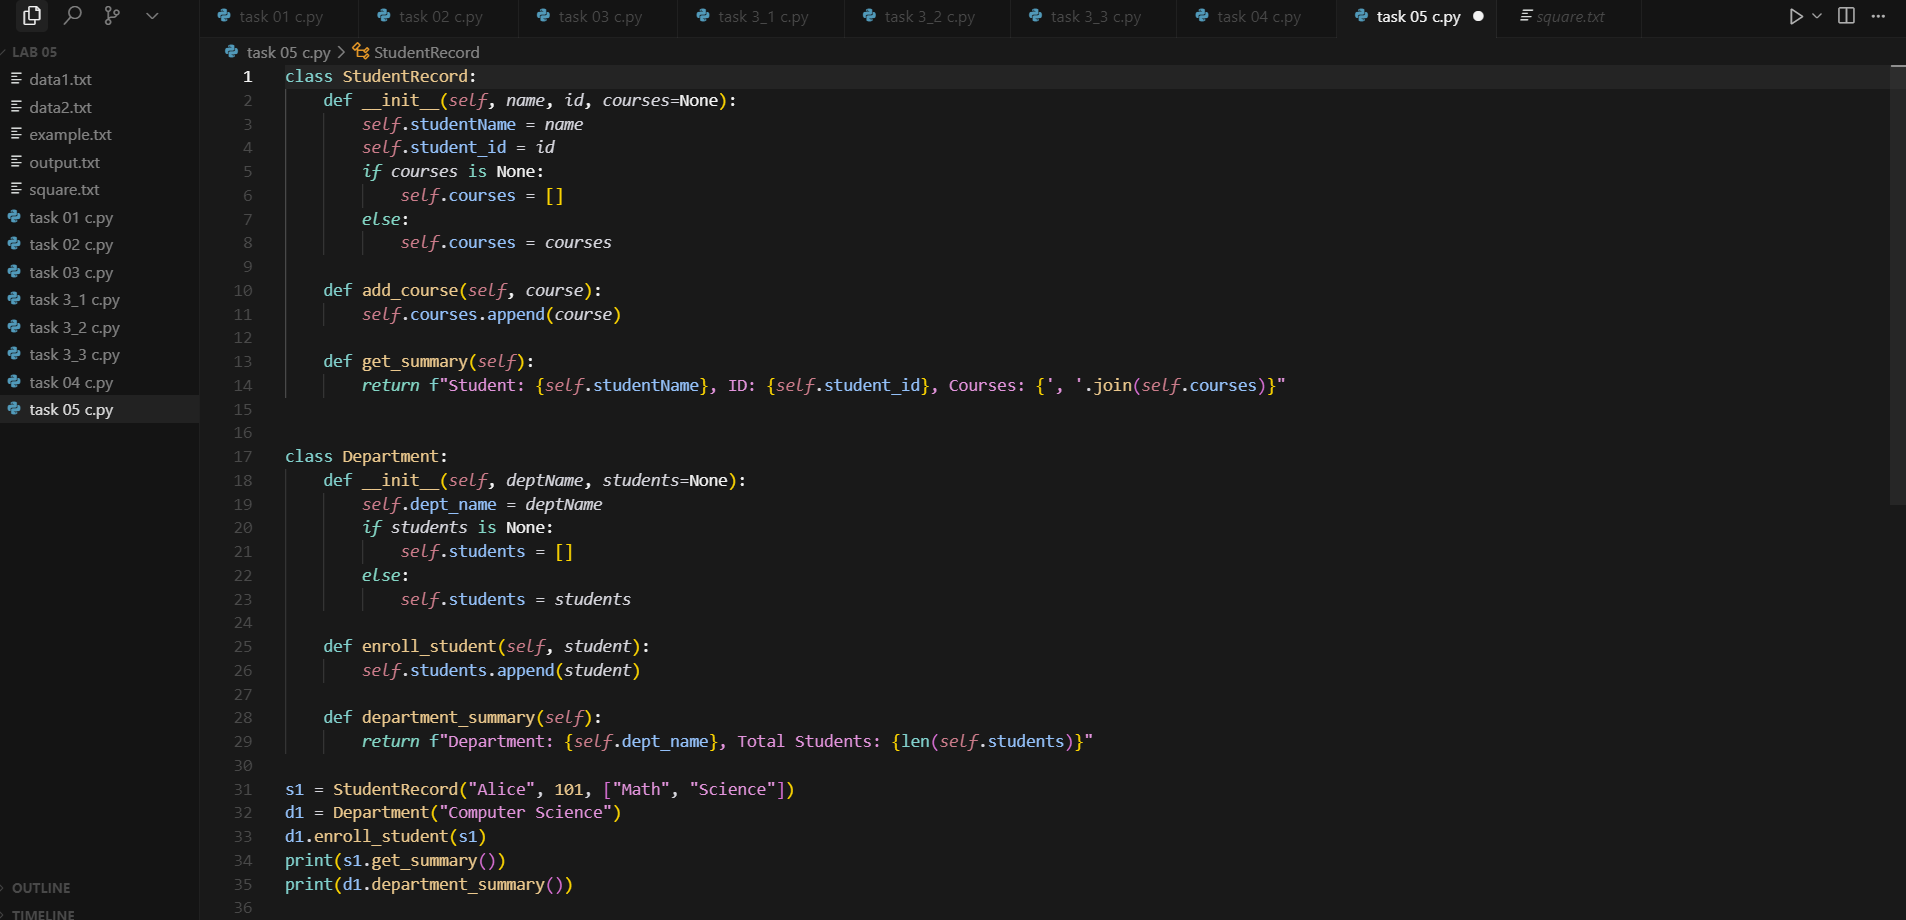 task 01 c.py
task 02 c.py
task 03 c.py
task 3_1 c.py
task 3_2 c.py
task 3_3 c.py
task 04 c.py
task 05 c.py
square.txt
LAB 05
data1.txt
data2.txt
example.txt
output.txt
square.txt
task 01 c.py
task 02 c.py
task 03 c.py
task 3_1 c.py
task 3_2 c.py
task 3_3 c.py
task 04 c.py
task 05 c.py
OUTLINE
TIMELINE
task 05 c.py > StudentRecord
1 class StudentRecord:
2     def __init__(self, name, id, courses=None):
3         self.studentName = name
4         self.student_id = id
5         if courses is None:
6             self.courses = []
7         else:
8             self.courses = courses
9
10     def add_course(self, course):
11         self.courses.append(course)
12
13     def get_summary(self):
14         return f"Student: {self.studentName}, ID: {self.student_id}, Courses: {', '.join(self.courses)}"
15
16
17 class Department:
18     def __init__(self, deptName, students=None):
19         self.dept_name = deptName
20         if students is None:
21             self.students = []
22         else:
23             self.students = students
24
25     def enroll_student(self, student):
26         self.students.append(student)
27
28     def department_summary(self):
29         return f"Department: {self.dept_name}, Total Students: {len(self.students)}"
30
31 s1 = StudentRecord("Alice", 101, ["Math", "Science"])
32 d1 = Department("Computer Science")
33 d1.enroll_student(s1)
34 print(s1.get_summary())
35 print(d1.department_summary())
36